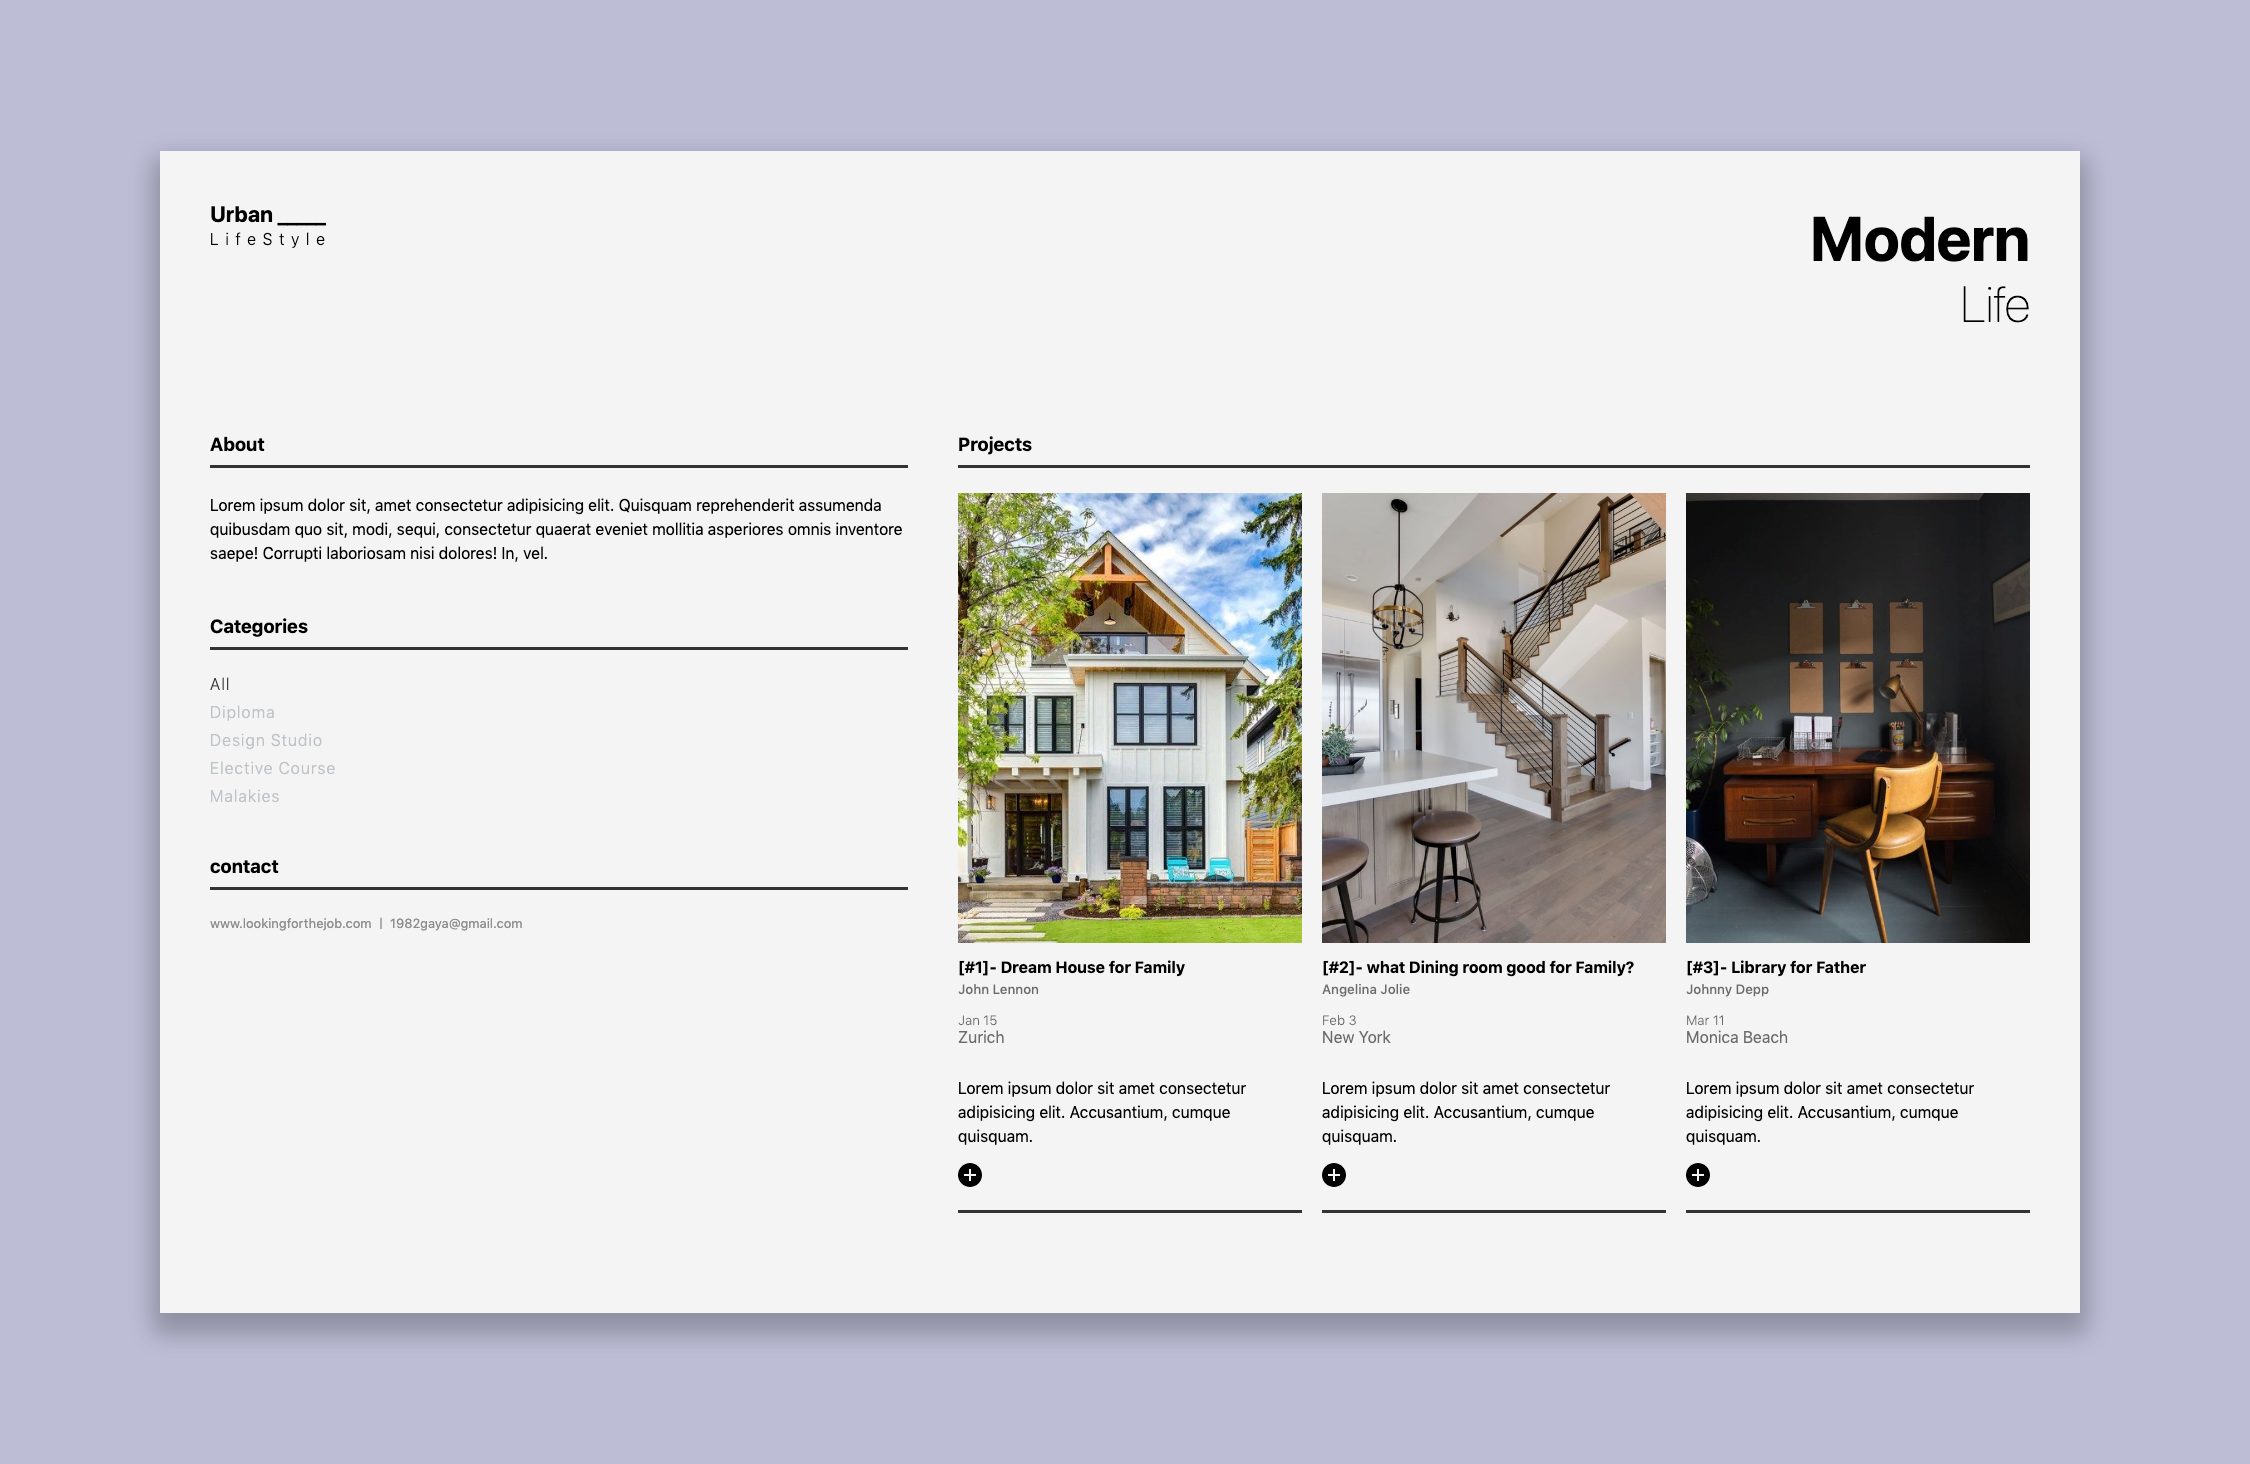 Urban _____
LifeStyle
Modern
Life
About
Lorem ipsum dolor sit, amet consectetur adipisicing elit. Quisquam reprehenderit assumenda
quibusdam quo sit, modi, sequi, consectetur quaerat eveniet mollitia asperiores omnis inventore
saepe! Corrupti laboriosam nisi dolores! In, vel.
Categories
All
Diploma
Design Studio
Elective Course
Malakies
contact
www.lookingforthejob.com | 1982gaya@gmail.com
Projects
[#1]- Dream House for Family
John Lennon
Jan 15
Zurich
Lorem ipsum dolor sit amet consectetur
adipisicing elit. Accusantium, cumque
quisquam.
[#2]- what Dining room good for Family?
Angelina Jolie
Feb 3
New York
Lorem ipsum dolor sit amet consectetur
adipisicing elit. Accusantium, cumque
quisquam.
[#3]- Library for Father
Johnny Depp
Mar 11
Monica Beach
Lorem ipsum dolor sit amet consectetur
adipisicing elit. Accusantium, cumque
quisquam.